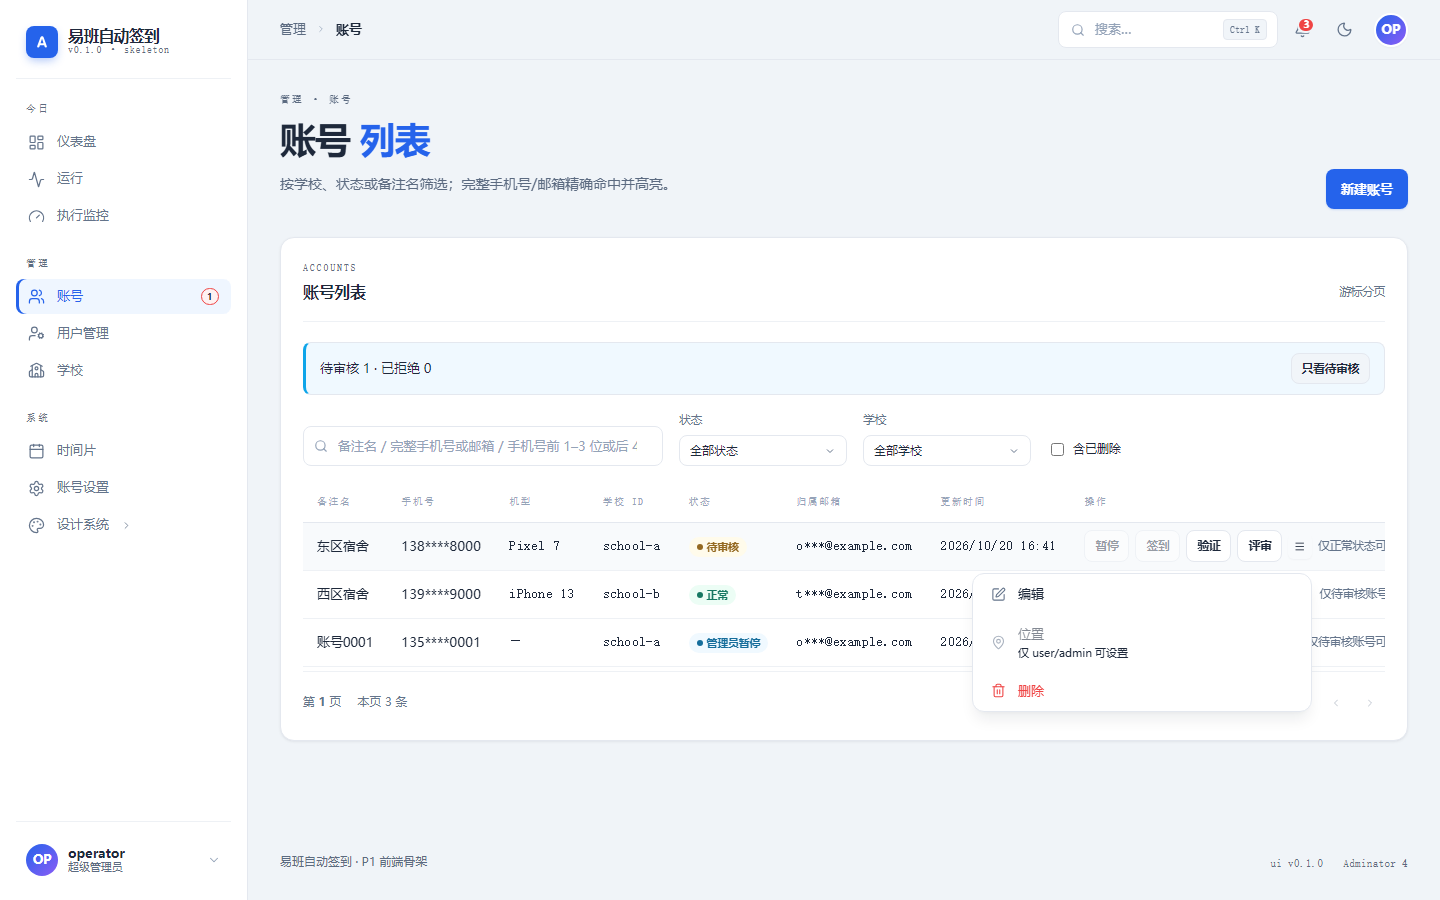 A
易班自动签到
v0.1.0 • skeleton
今日
仪表盘
运行
执行监控
管理
账号
1
用户管理
学校
系统
时间片
账号设置
设计系统
OP
operator
超级管理员
管理
账号
搜索...
Ctrl K
3
OP
管理 • 账号
账号 列表
按学校、状态或备注名筛选；完整手机号/邮箱精确命中并高亮。
新建账号
ACCOUNTS
账号列表
游标分页
待审核 1 · 已拒绝 0
只看待审核
备注名 / 完整手机号或邮箱 / 手机号前 1–3 位或后 4
状态
全部状态
学校
全部学校
含已删除
备注名 手机号 机型 学校 ID 状态 归属邮箱 更新时间 操作
东区宿舍 138****8000 Pixel 7 school-a 待审核 o***@example.com 2026/10/20 16:41 暂停 签到 验证 评审 仅正常状态可
西区宿舍 139****9000 iPhone 13 school-b 正常 t***@example.com 2026/ 仅待审核账号
账号0001 135****0001 — school-a 管理员暂停 o***@example.com 2026/ 仅待审核账号可
编辑
位置
仅 user/admin 可设置
删除
第 1 页 本页 3 条
易班自动签到 · P1 前端骨架
ui v0.1.0 Adminator 4